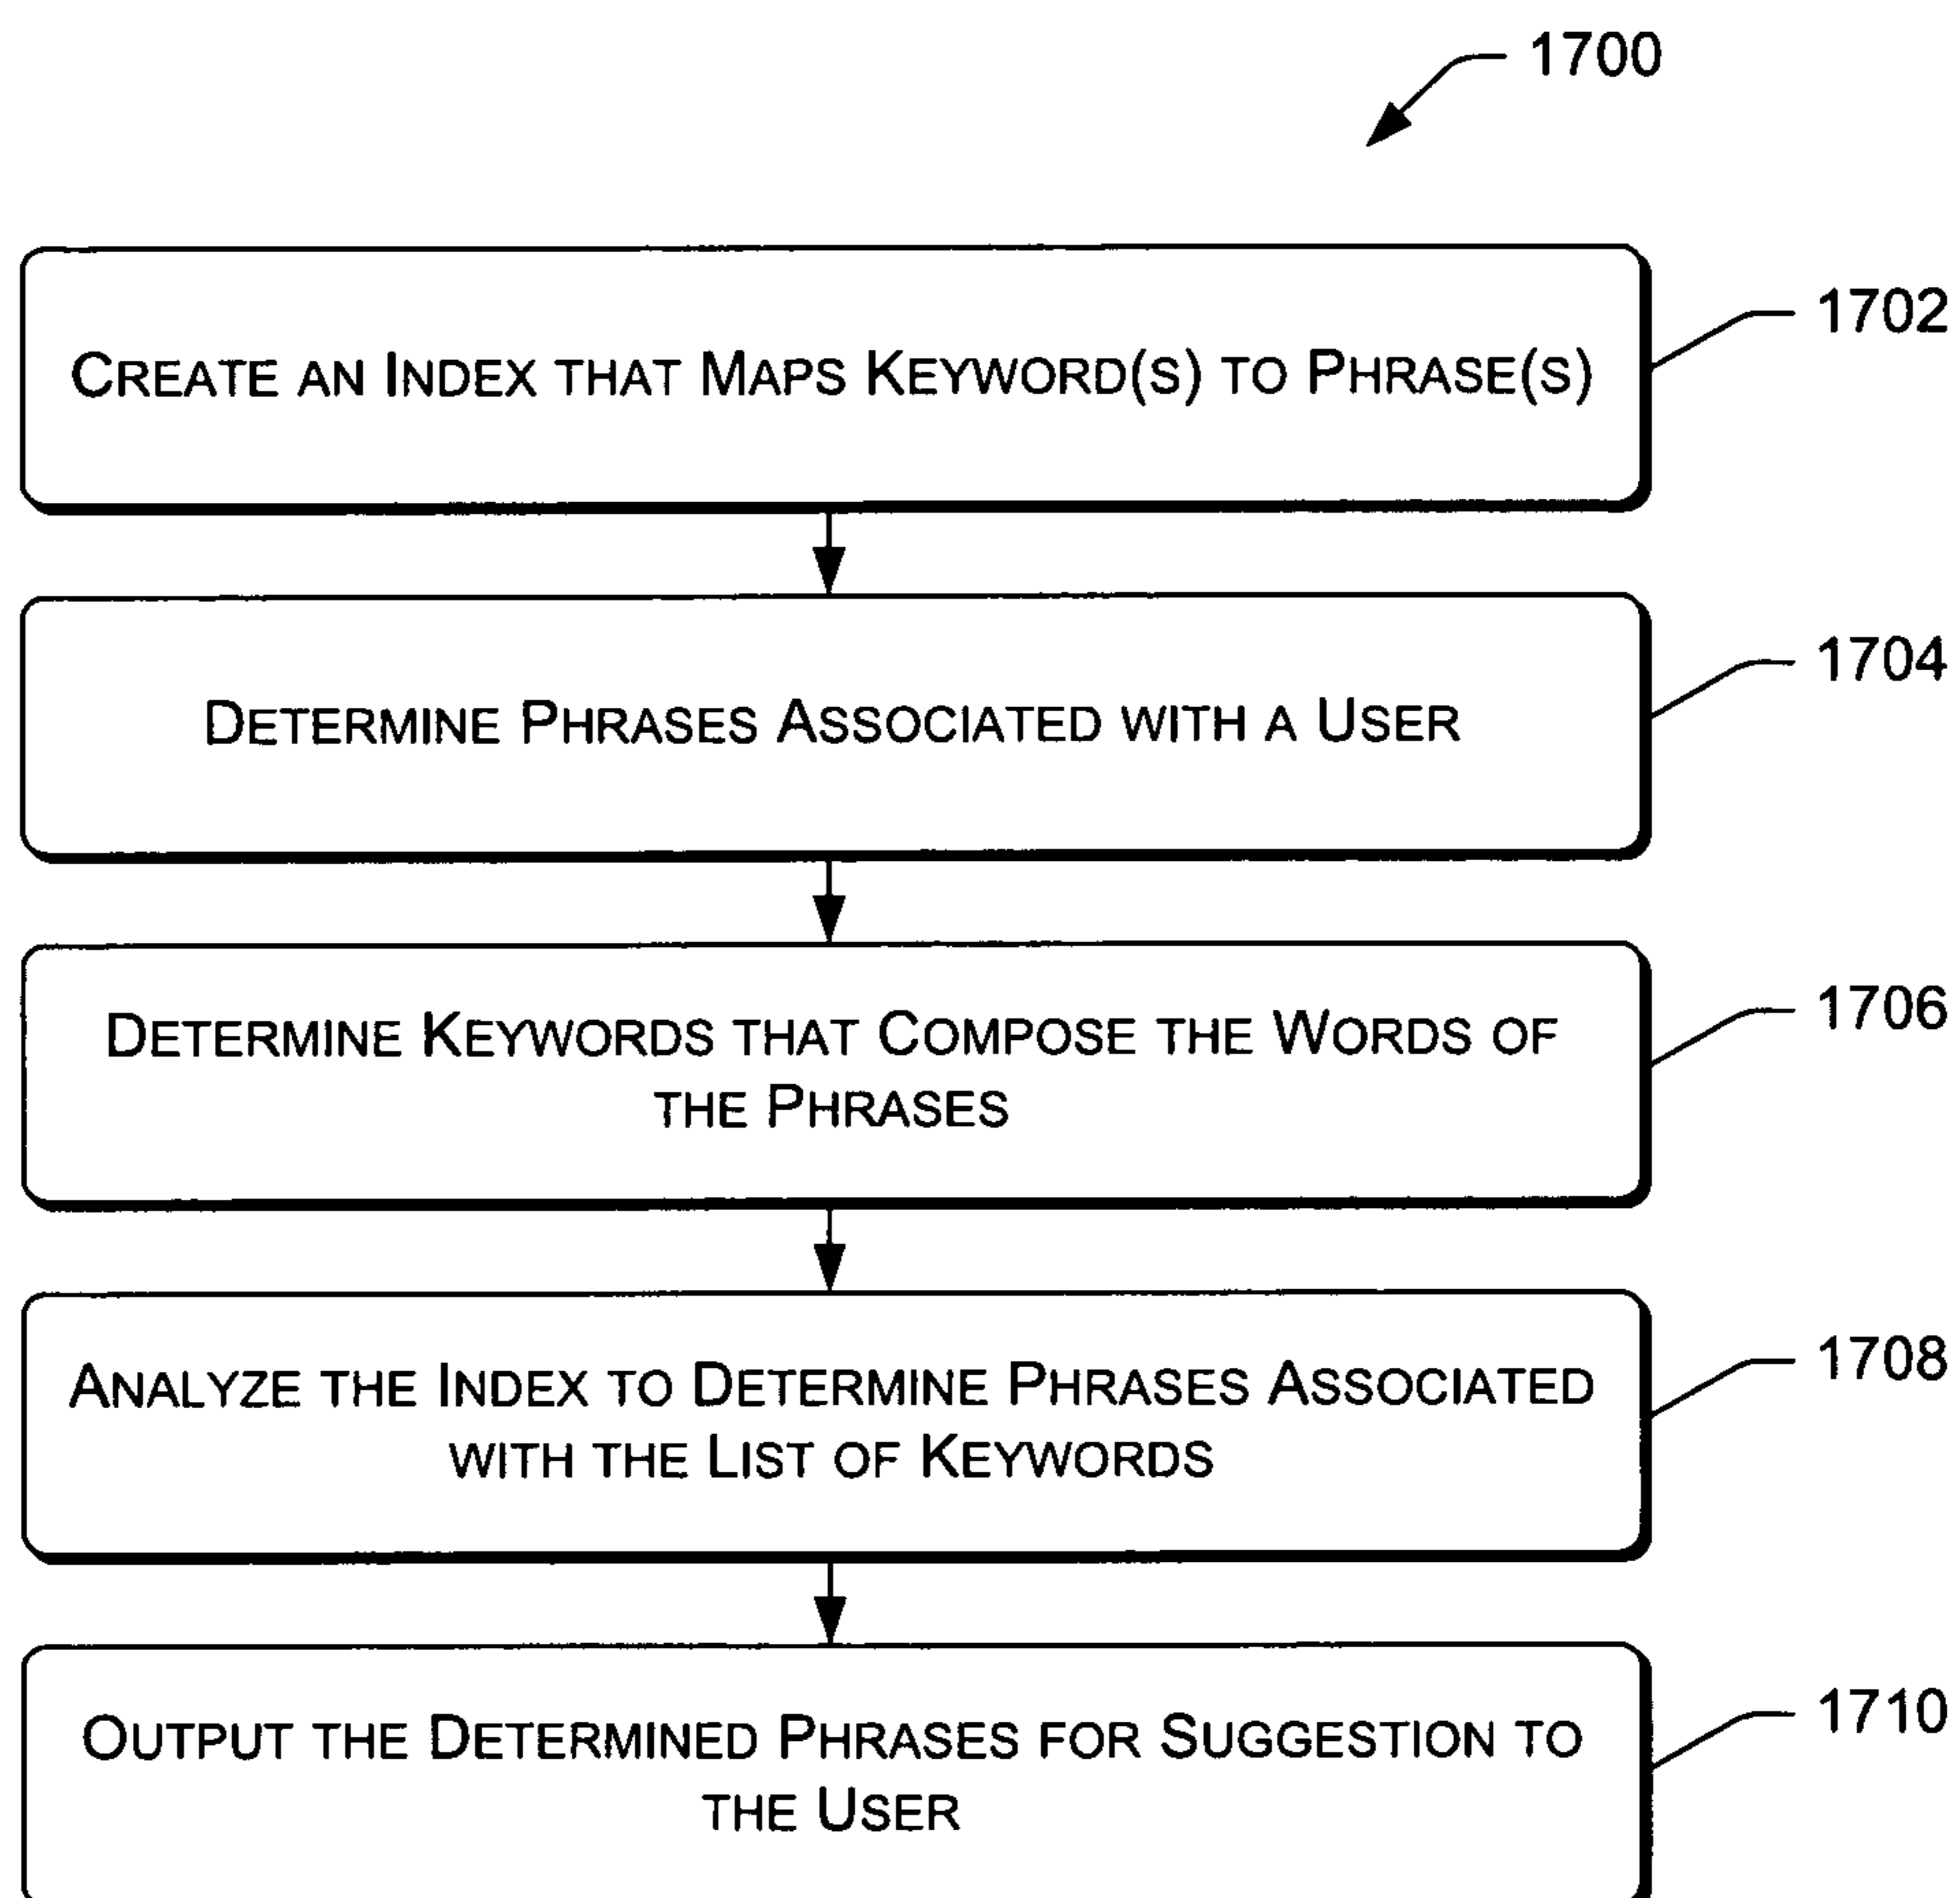 1700
CREATE AN INDEX THAT MAPS KEYWORD(S) TO PHRASE(S)
1702
DETERMINE PHRASES ASSOCIATED WITH A USER
1704
DETERMINE KEYWORDS THAT COMPOSE THE WORDS OF
THE PHRASES
1706
ANALYZE THE INDEX TO DETERMINE PHRASES ASSOCIATED
WITH THE LIST OF KEYWORDS
1708
OUTPUT THE DETERMINED PHRASES FOR SUGGESTION TO
THE USER
1710